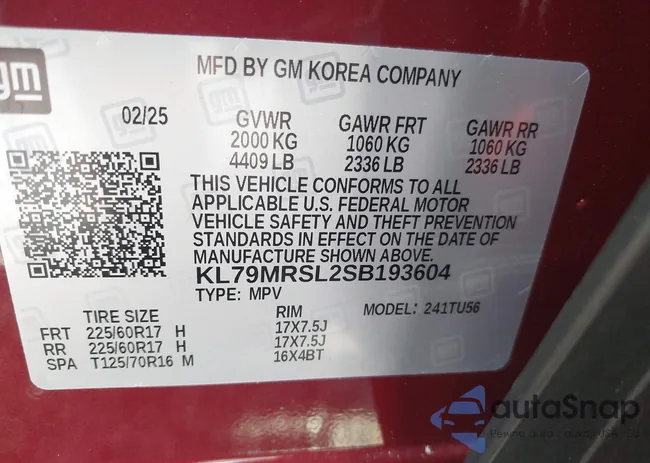 gm
MFD BY GM KOREA COMPANY
02/25 GVWR GAWR FRT GAWR RR
2000 KG 1060 KG 1060 KG
4409 LB 2336 LB 2336 LB
THIS VEHICLE CONFORMS TO ALL
APPLICABLE U.S. FEDERAL MOTOR
VEHICLE SAFETY AND THEFT PREVENTION
STANDARDS IN EFFECT ON THE DATE OF
MANUFACTURE SHOWN ABOVE.
KL79MRSL2SB193604
TYPE: MPV MODEL: 241TU56
TIRE SIZE RIM
FRT 225/60R17 H 17X7.5J
RR 225/60R17 H 17X7.5J
SPA T125/70R16 M 16X4BT
autoSnap